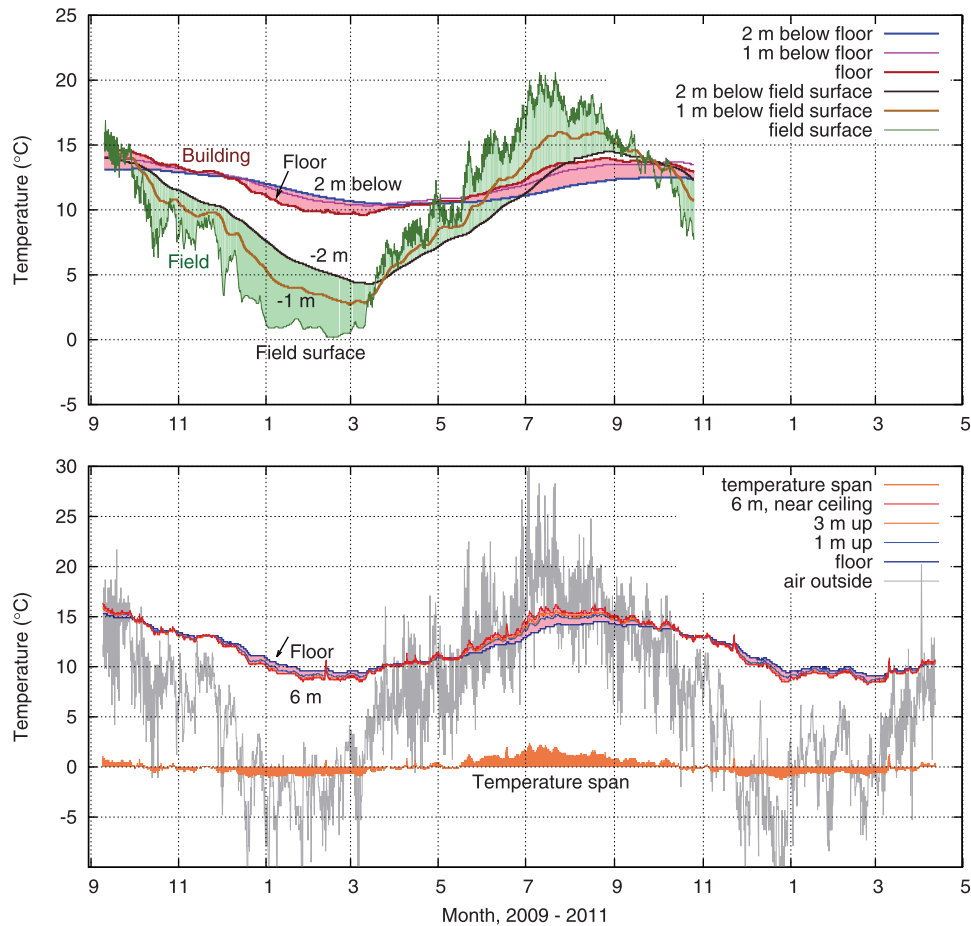 25
20
15
10
5
0
-5
Temperature (°C)
2 m below floor
1 m below floor
floor
2 m below field surface
1 m below field surface
field surface
Building
Floor
2 m below
Field
-2 m
-1 m
Field surface
9 11 1 3 5 7 9 11 1 3 5
30
25
20
15
10
5
0
-5
Temperature (°C)
temperature span
6 m, near ceiling
3 m up
1 m up
floor
air outside
Floor
6 m
Temperature span
9 11 1 3 5 7 9 11 1 3 5
Month, 2009 - 2011